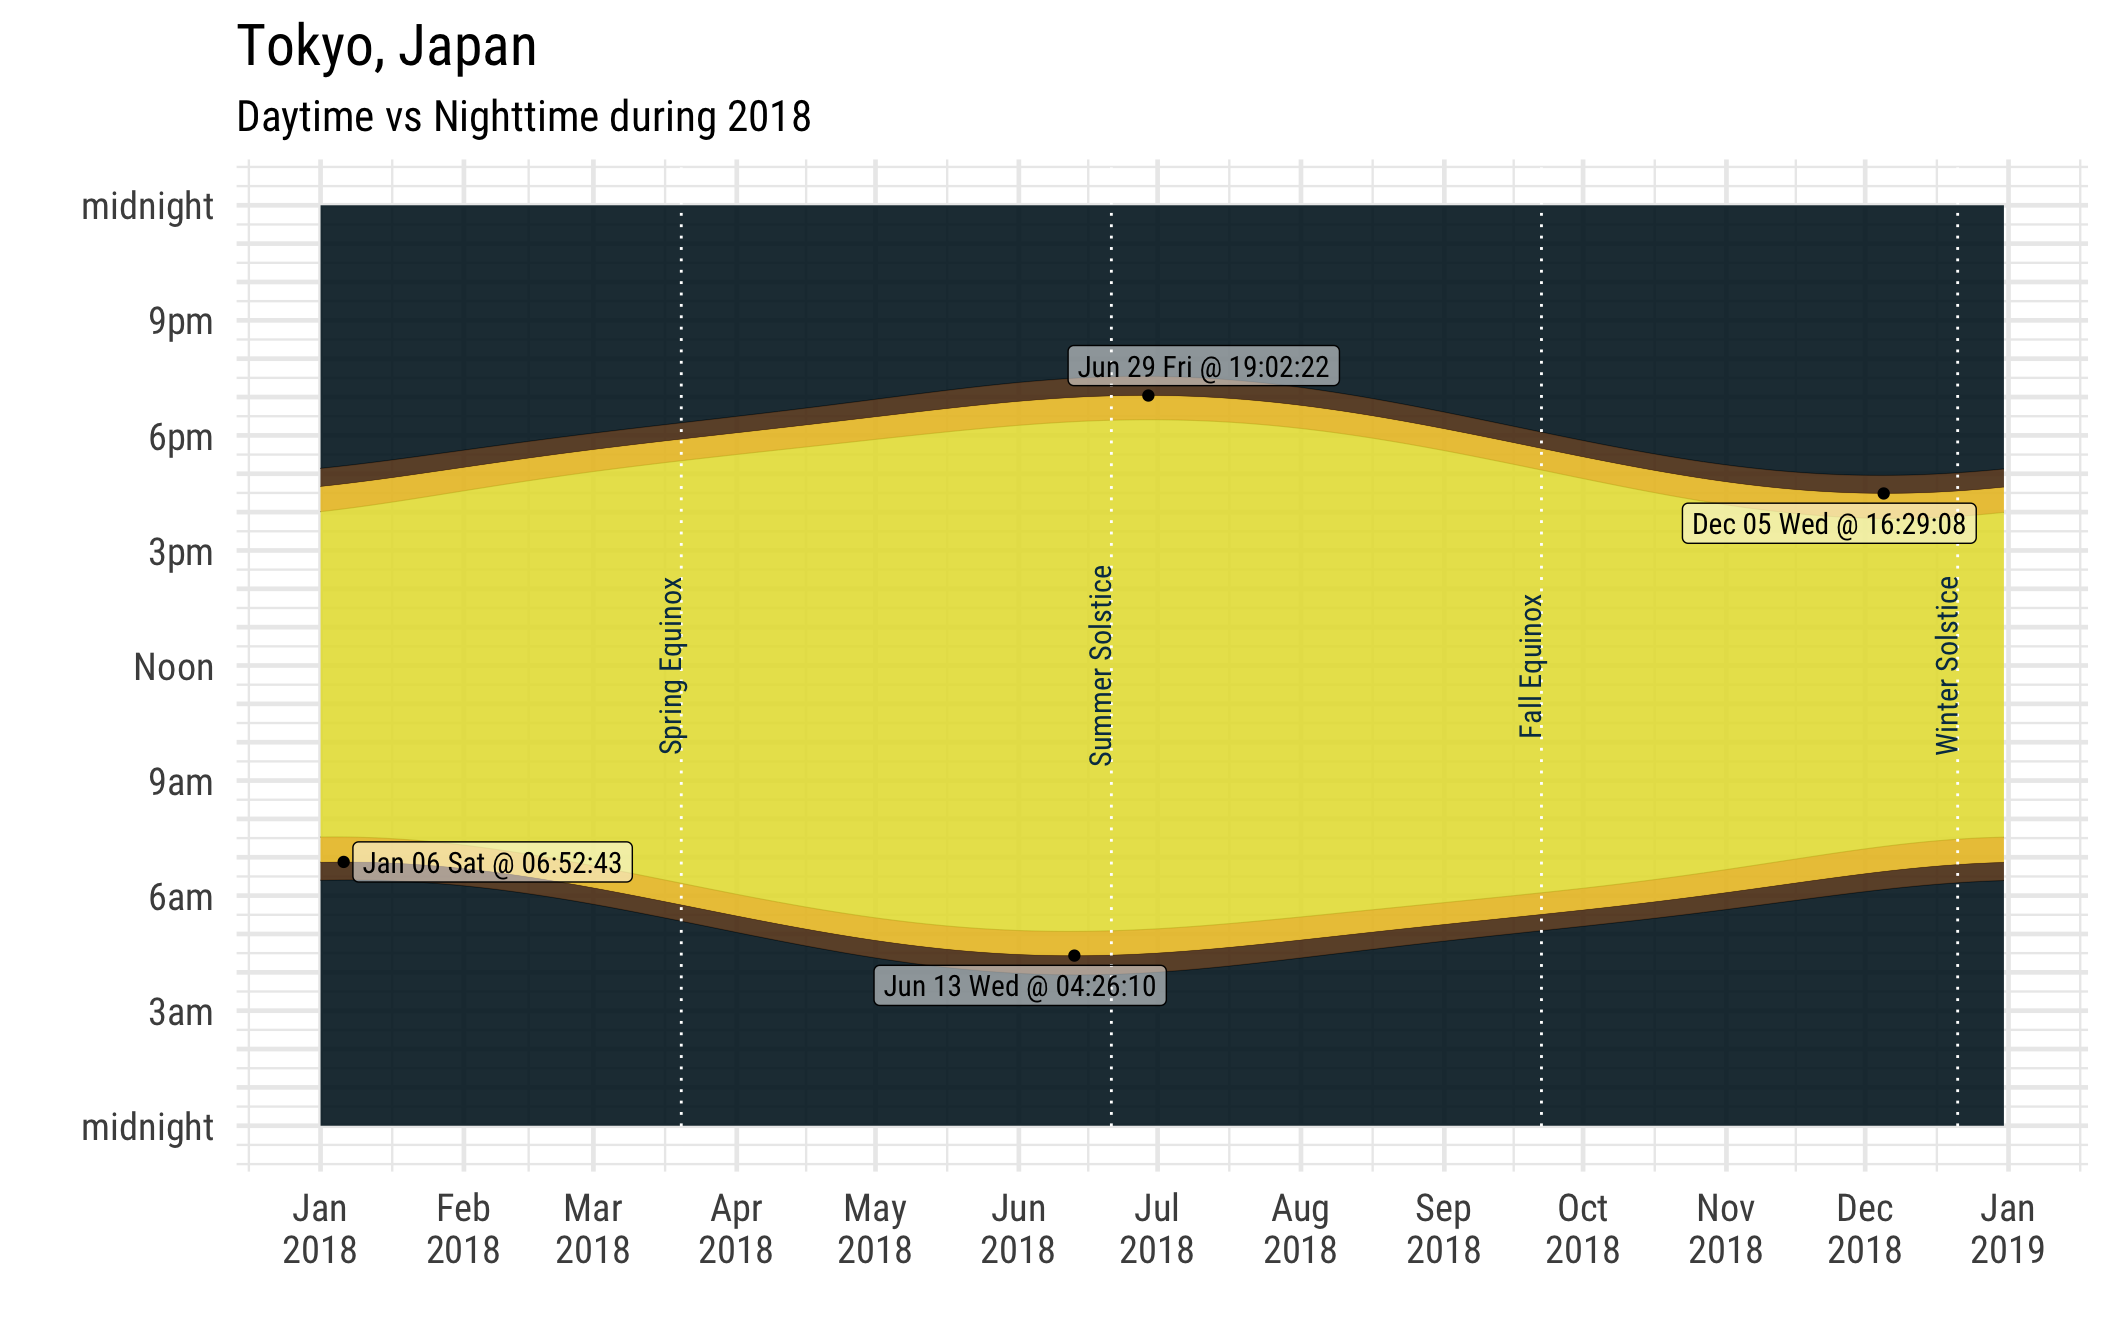 Tokyo, Japan
Daytime vs Nighttime during 2018
midnight
9pm
6pm
3pm
Noon
9am
6am
3am
midnight
Jun 29 Fri @ 19:02:22
Dec 05 Wed @ 16:29:08
Spring Equinox
Summer Solstice
Fall Equinox
Winter Solstice
Jan 06 Sat @ 06:52:43
Jun 13 Wed @ 04:26:10
Jan
2018
Feb
2018
Mar
2018
Apr
2018
May
2018
Jun
2018
Jul
2018
Aug
2018
Sep
2018
Oct
2018
Nov
2018
Dec
2018
Jan
2019